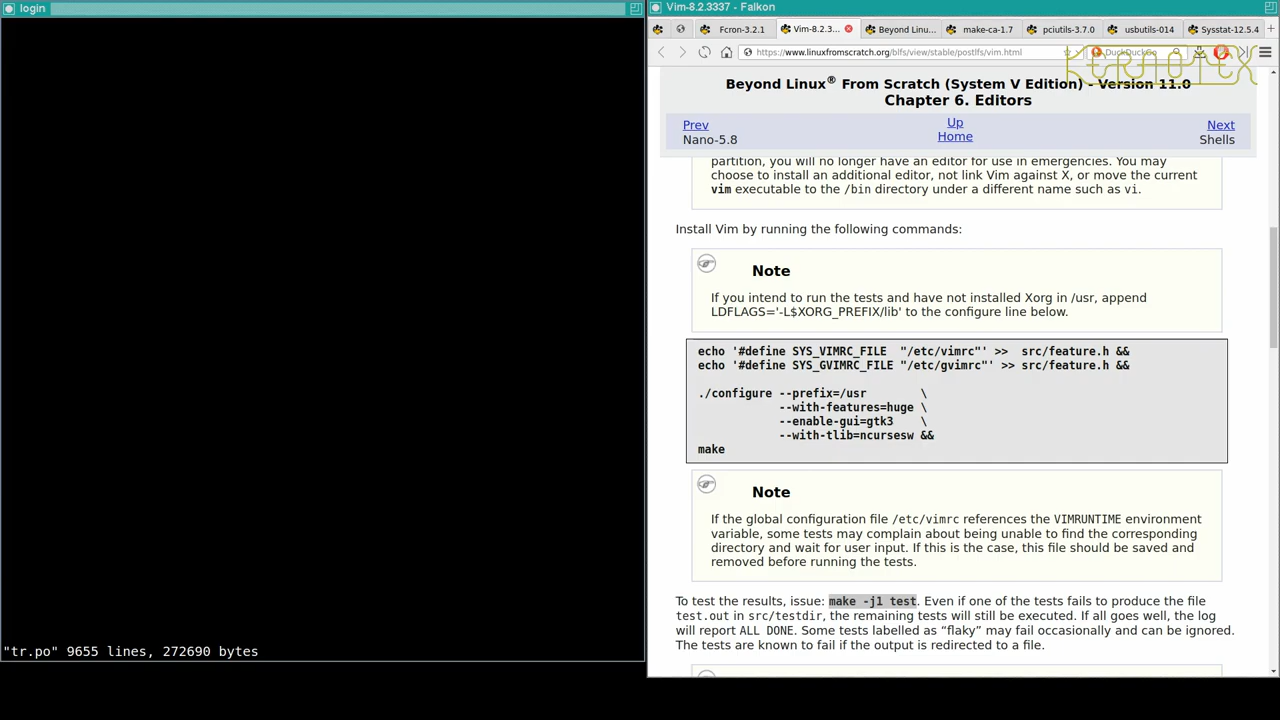 login
"tr.po" 9655 lines, 272690 bytes
Vim-8.2.3337 - Falkon
Fcron-3.2.1
Vim-8.2.3...
Beyond Linu...
make-ca-1.7
pciutils-3.7.0
usbutils-014
Sysstat-12.5.4
https://www.linuxfromscratch.org/blfs/view/stable/postlfs/vim.html
DuckDuckGo
Beyond Linux® From Scratch (System V Edition) - Version 11.0
Chapter 6. Editors
Prev
Up
Next
Nano-5.8
Home
Shells
partition, you will no longer have an editor for use in emergencies. You may
choose to install an additional editor, not link Vim against X, or move the current
vim executable to the /bin directory under a different name such as vi.
Install Vim by running the following commands:
Note
If you intend to run the tests and have not installed Xorg in /usr, append
LDFLAGS='-L$XORG_PREFIX/lib' to the configure line below.
echo '#define SYS_VIMRC_FILE  "/etc/vimrc"' >>  src/feature.h &&
echo '#define SYS_GVIMRC_FILE "/etc/gvimrc"' >> src/feature.h &&
./configure --prefix=/usr        \
--with-features=huge \
--enable-gui=gtk3    \
--with-tlib=ncursesw &&
make
Note
If the global configuration file /etc/vimrc references the VIMRUNTIME environment
variable, some tests may complain about being unable to find the corresponding
directory and wait for user input. If this is the case, this file should be saved and
removed before running the tests.
To test the results, issue: make -j1 test. Even if one of the tests fails to produce the file
test.out in src/testdir, the remaining tests will still be executed. If all goes well, the log
will report ALL DONE. Some tests labelled as “flaky” may fail occasionally and can be ignored.
The tests are known to fail if the output is redirected to a file.